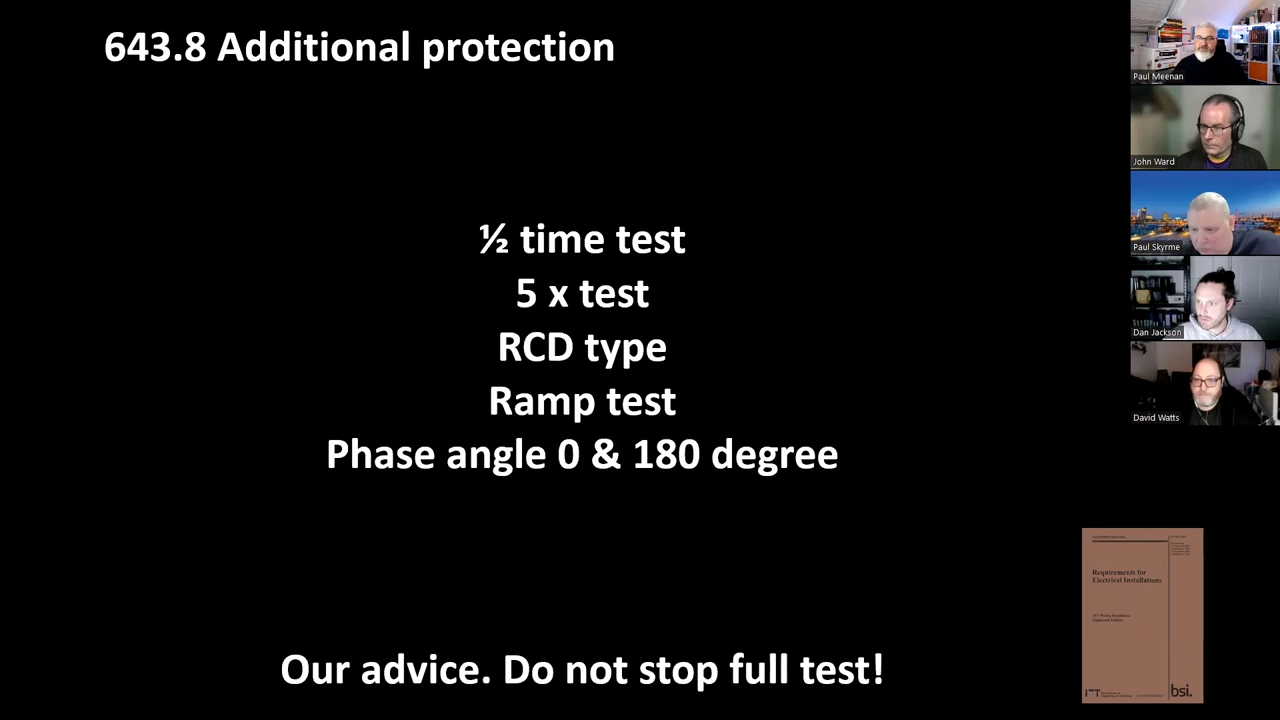 643.8 Additional protection
½ time test
5 x test
RCD type
Ramp test
Phase angle 0 & 180 degree
Our advice. Do not stop full test!
Paul Meenan
John Ward
Paul Skyrme
Dan Jackson
David Watts
Requirements for
Electrical Installations
IET
bsi.